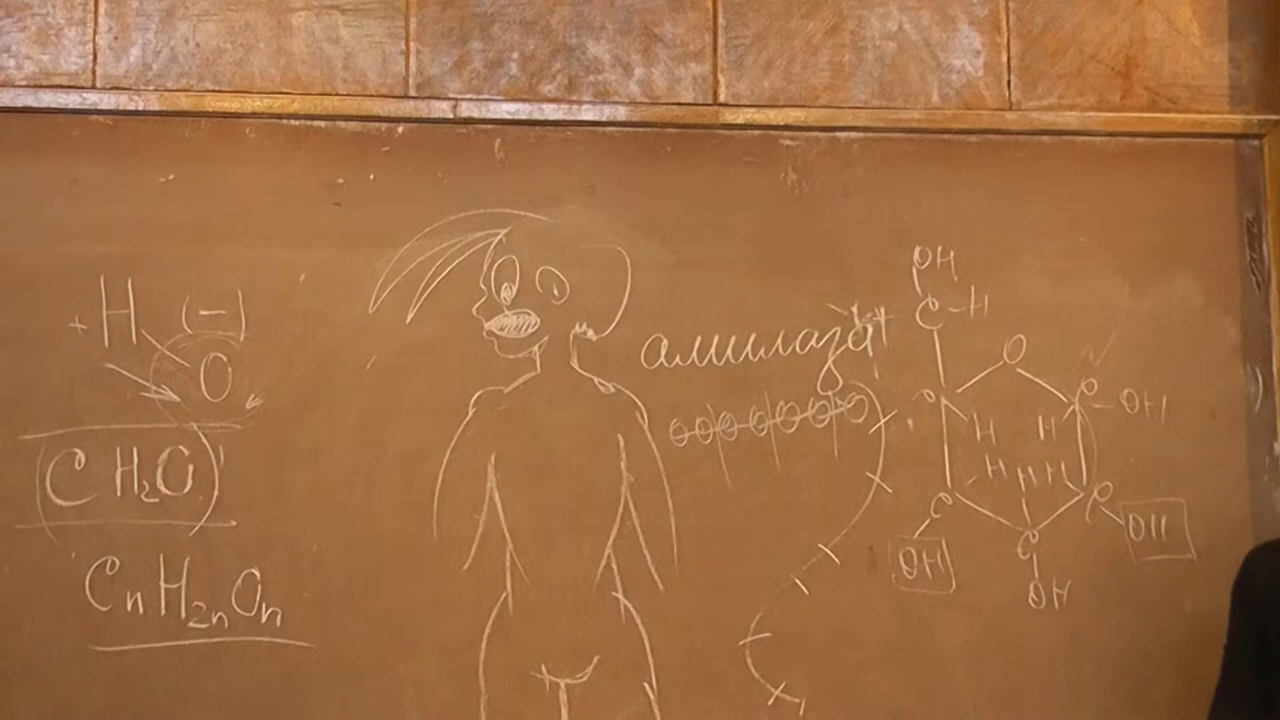 + H (-)
O
(CH₂O)
CnH₂nOn
амилаза
OH
C-H
O
C-OH
H H
H H H
C C
OH OH
C
OH